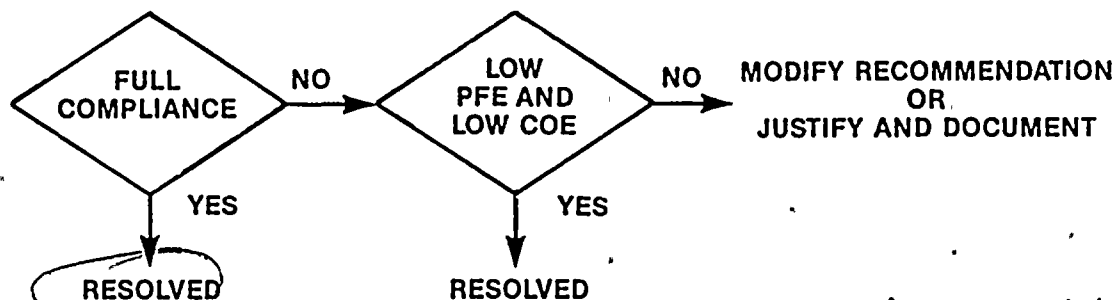 FULL
COMPLIANCE
NO
LOW
PFE AND
LOW COE
NO
MODIFY RECOMMENDATION
OR
JUSTIFY AND DOCUMENT
YES
YES
RESOLVED
RESOLVED